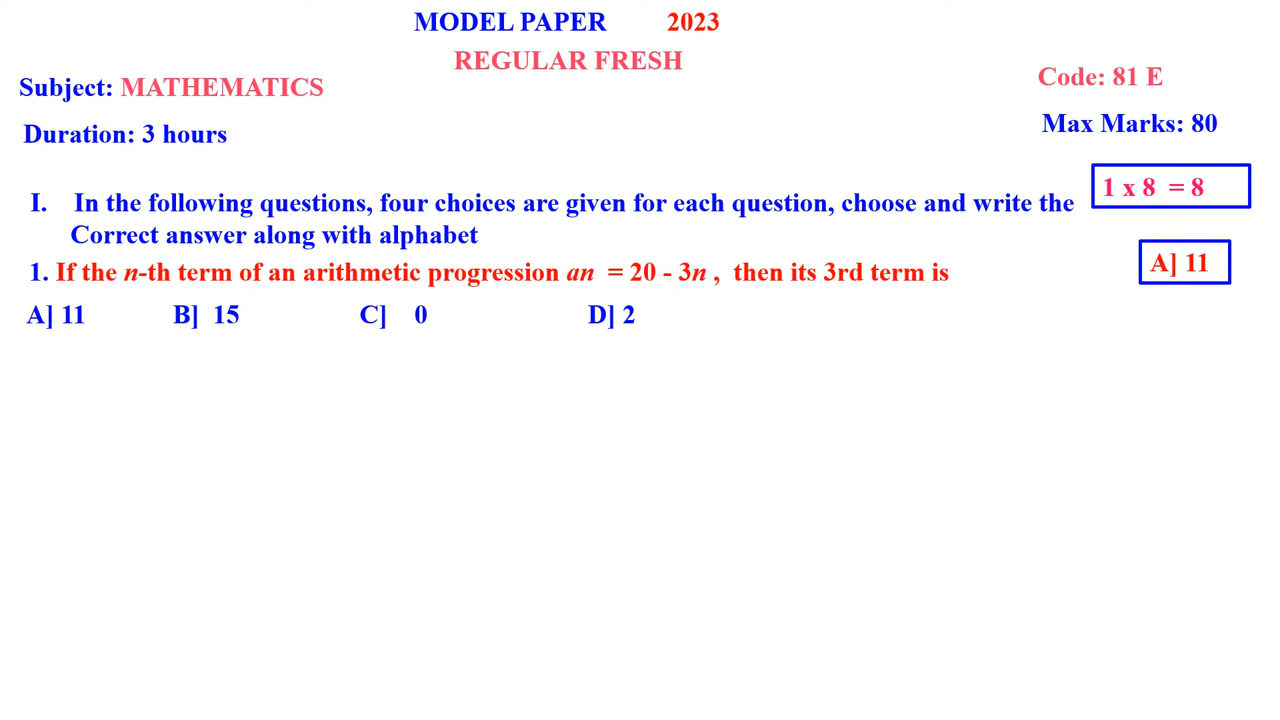 MODEL PAPER 2023
REGULAR FRESH
Subject: MATHEMATICS
Code: 81 E
Duration: 3 hours
Max Marks: 80
1 x 8 = 8
I. In the following questions, four choices are given for each question, choose and write the
Correct answer along with alphabet
1. If the n-th term of an arithmetic progression an = 20 - 3n , then its 3rd term is
A] 11
A] 11 B] 15 C] 0 D] 2